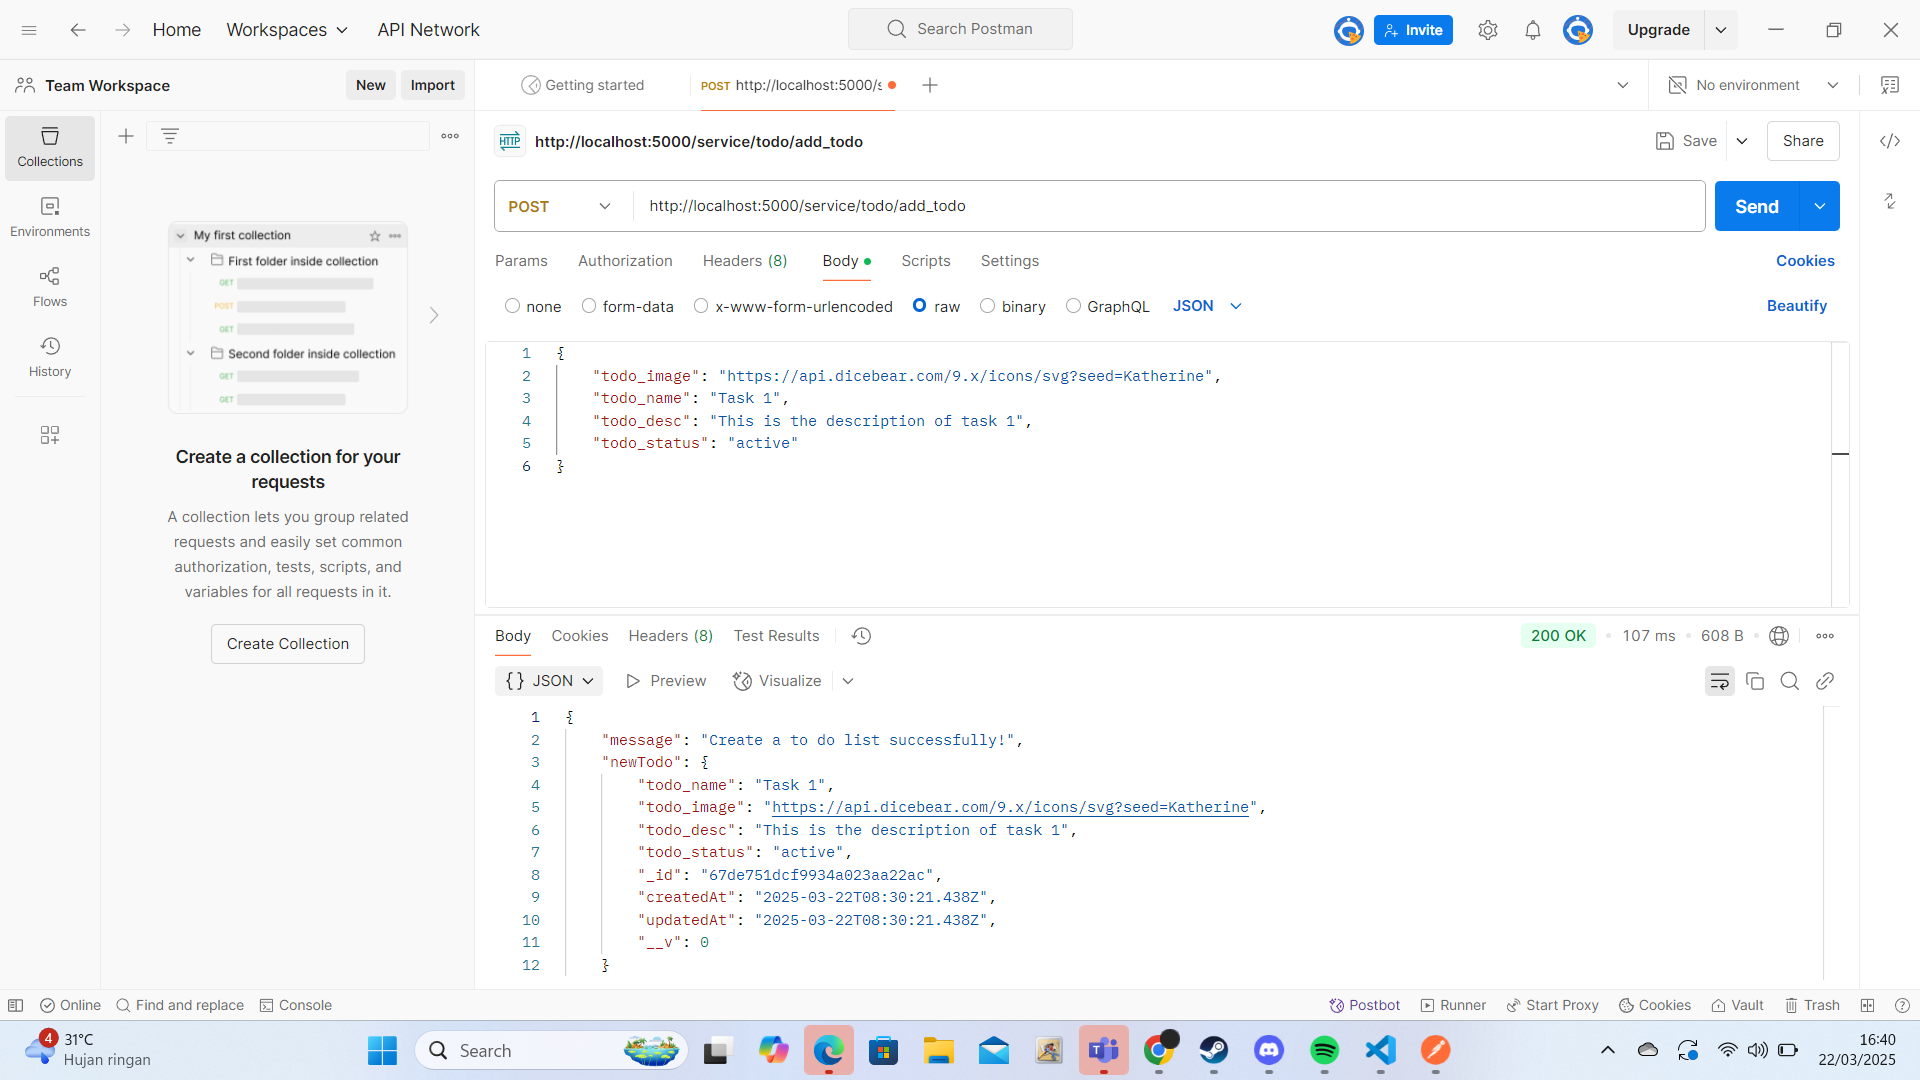 Home
Workspaces
API Network
Search Postman
Invite
Upgrade
Team Workspace
New
Import
Getting started
POST http://localhost:5000/s
No environment
Collections
Environments
Flows
History
My first collection
First folder inside collection
GET
POST
GET
Second folder inside collection
GET
GET
Create a collection for your
requests
A collection lets you group related
requests and easily set common
authorization, tests, scripts, and
variables for all requests in it.
Create Collection
HTTP http://localhost:5000/service/todo/add_todo
Save
Share
POST
http://localhost:5000/service/todo/add_todo
Send
Params
Authorization
Headers (8)
Body
Scripts
Settings
Cookies
none
form-data
x-www-form-urlencoded
raw
binary
GraphQL
JSON
Beautify
1 {
2 "todo_image": "https://api.dicebear.com/9.x/icons/svg?seed=Katherine",
3 "todo_name": "Task 1",
4 "todo_desc": "This is the description of task 1",
5 "todo_status": "active"
6 }
Body
Cookies
Headers (8)
Test Results
200 OK
107 ms
608 B
{} JSON
Preview
Visualize
1 {
2 "message": "Create a to do list successfully!",
3 "newTodo": {
4 "todo_name": "Task 1",
5 "todo_image": "https://api.dicebear.com/9.x/icons/svg?seed=Katherine",
6 "todo_desc": "This is the description of task 1",
7 "todo_status": "active",
8 "_id": "67de751dcf9934a023aa22ac",
9 "createdAt": "2025-03-22T08:30:21.438Z",
10 "updatedAt": "2025-03-22T08:30:21.438Z",
11 "__v": 0
12 }
Online
Find and replace
Console
Postbot
Runner
Start Proxy
Cookies
Vault
Trash
4
31°C
Hujan ringan
Search
16:40
22/03/2025